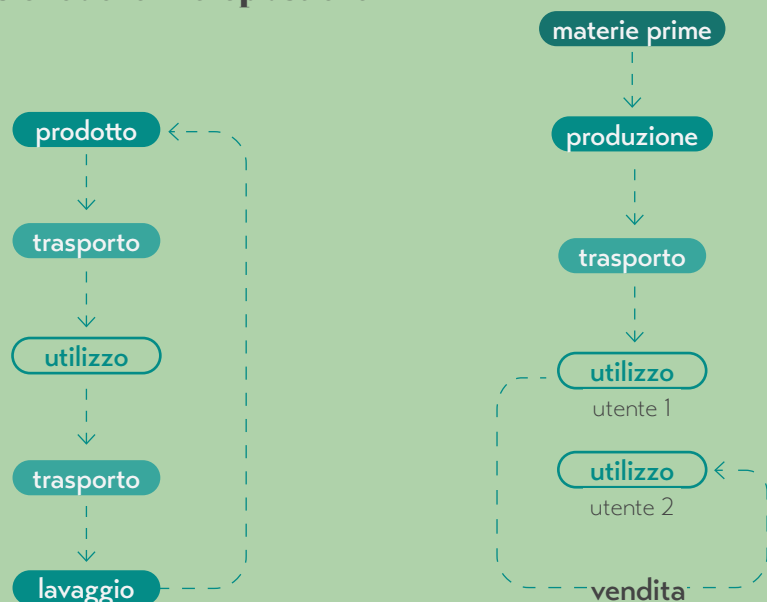 prodotto
trasporto
utilizzo
trasporto
lavaggio
materie prime
produzione
trasporto
utilizzo
utente 1
utilizzo
utente 2
vendita